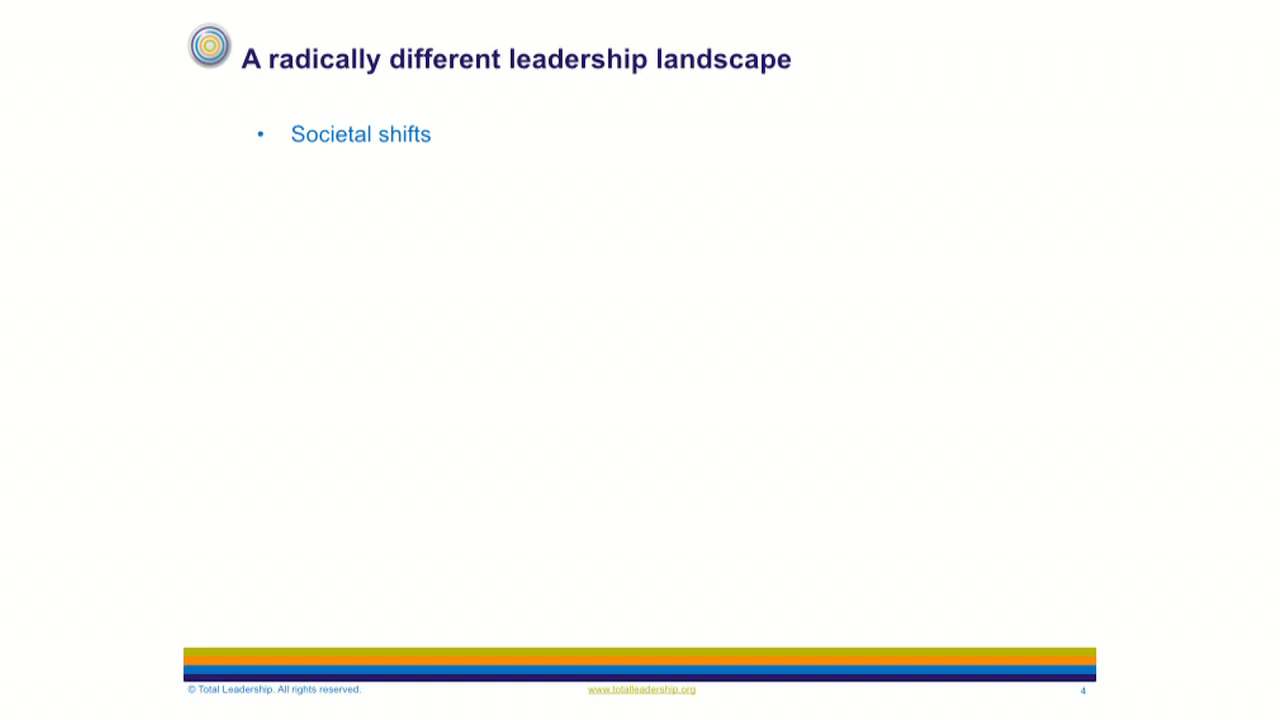 A radically different leadership landscape
• Societal shifts
© Total Leadership. All rights reserved.
www.totalleadership.org
4